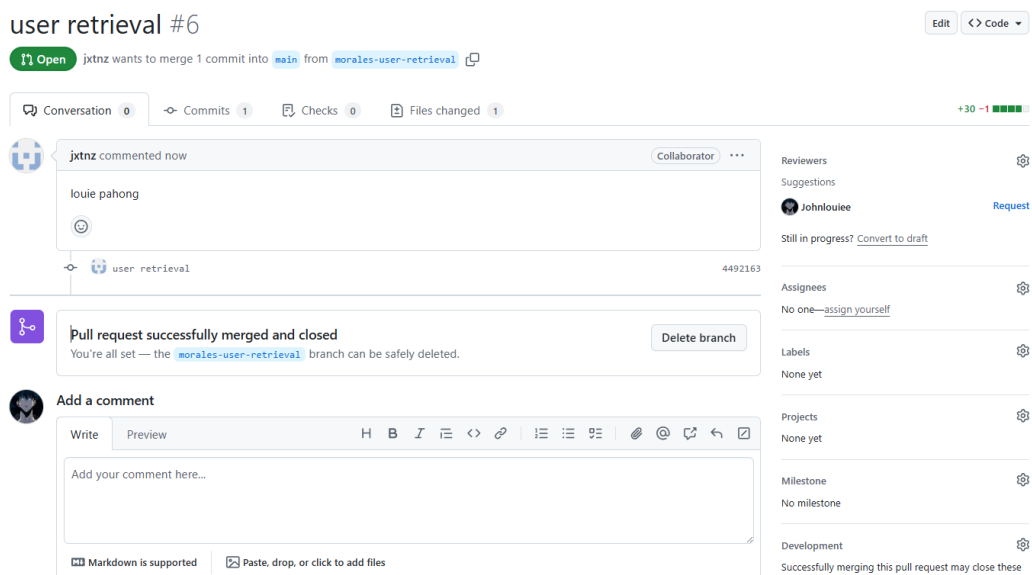 user retrieval #6
Edit
<> Code
Open
jxtnz wants to merge 1 commit into main from morales-user-retrieval
Conversation 0
Commits 1
Checks 0
Files changed 1
+30 −1
jxtnz commented now
Collaborator
louie pahong
user retrieval
4492163
Pull request successfully merged and closed
You're all set — the morales-user-retrieval branch can be safely deleted.
Delete branch
Add a comment
Write
Preview
Add your comment here...
Markdown is supported
Paste, drop, or click to add files
Reviewers
Suggestions
Johnlouiee
Request
Still in progress? Convert to draft
Assignees
No one—assign yourself
Labels
None yet
Projects
None yet
Milestone
No milestone
Development
Successfully merging this pull request may close these